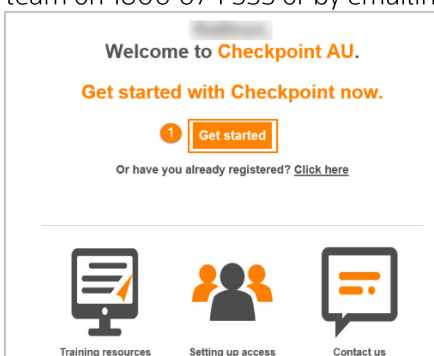 Welcome to Checkpoint AU.
Get started with Checkpoint now.
1 Get started
Or have you already registered? Click here
Training resources Setting up access Contact us